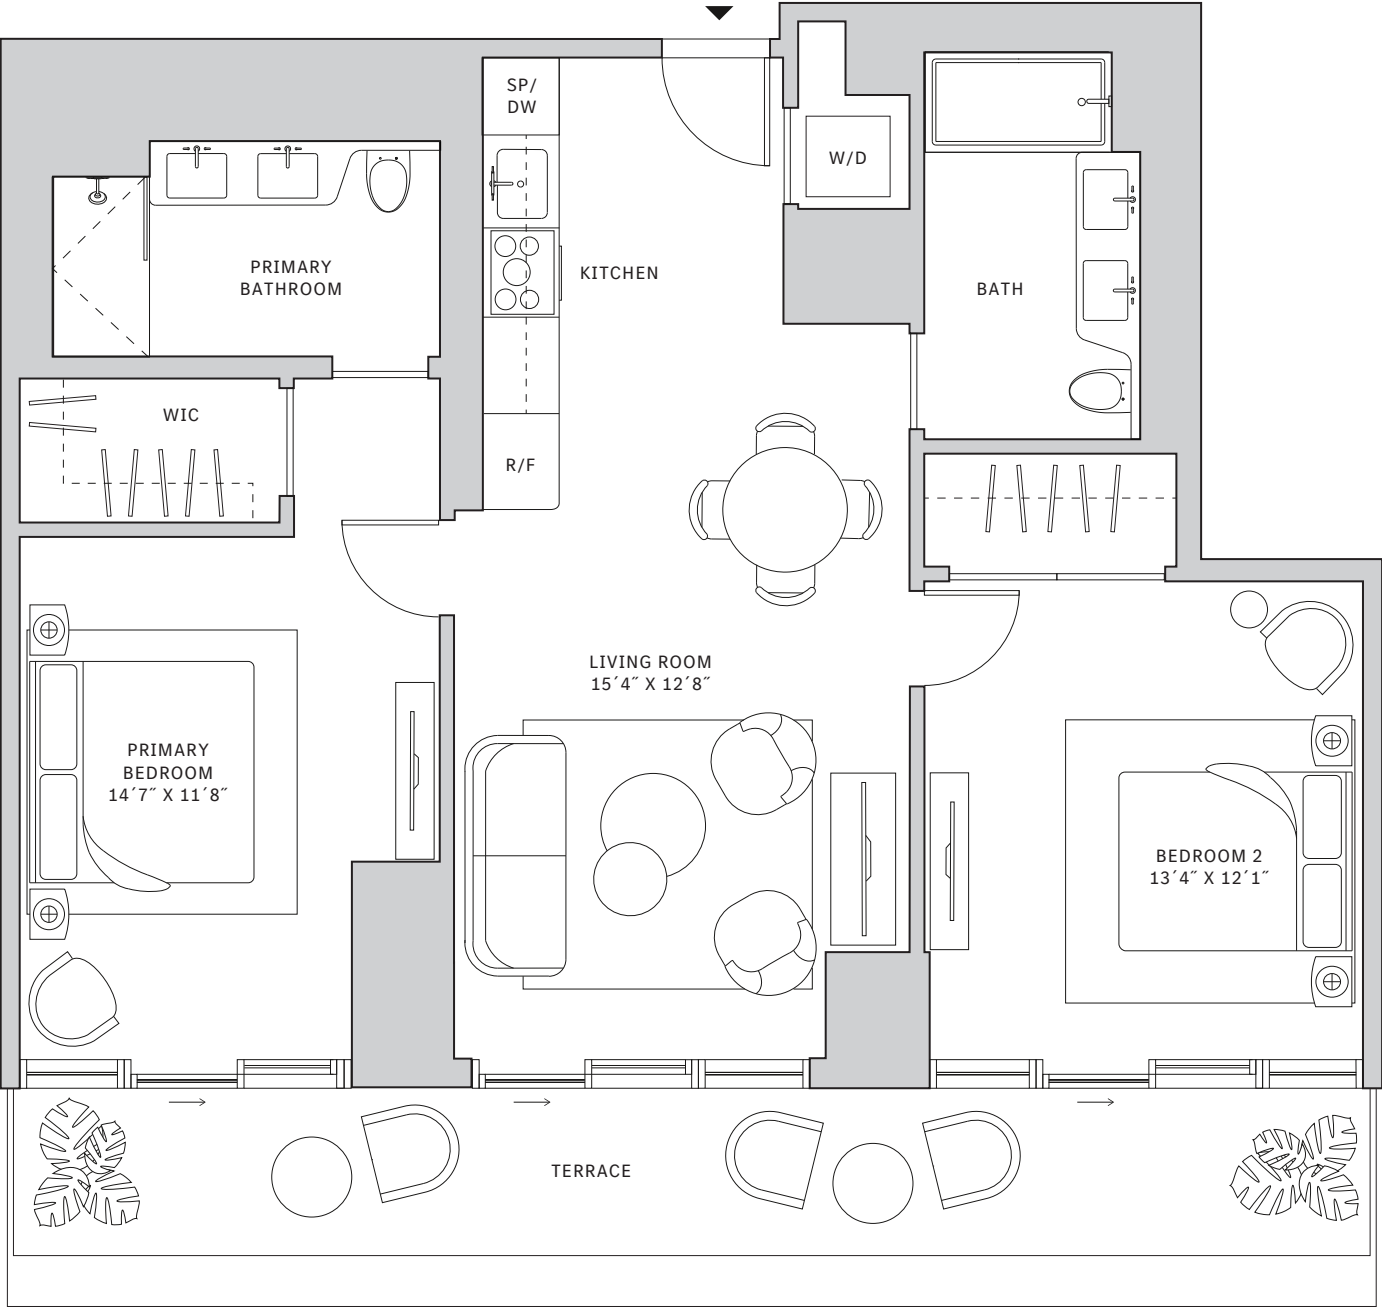 SP/
DW
W/D
PRIMARY
BATHROOM
KITCHEN
BATH
WIC
R/F
LIVING ROOM
15´4˝ X 12´8˝
PRIMARY
BEDROOM
14´7˝ X 11´8˝
BEDROOM 2
13´4˝ X 12´1˝
TERRACE